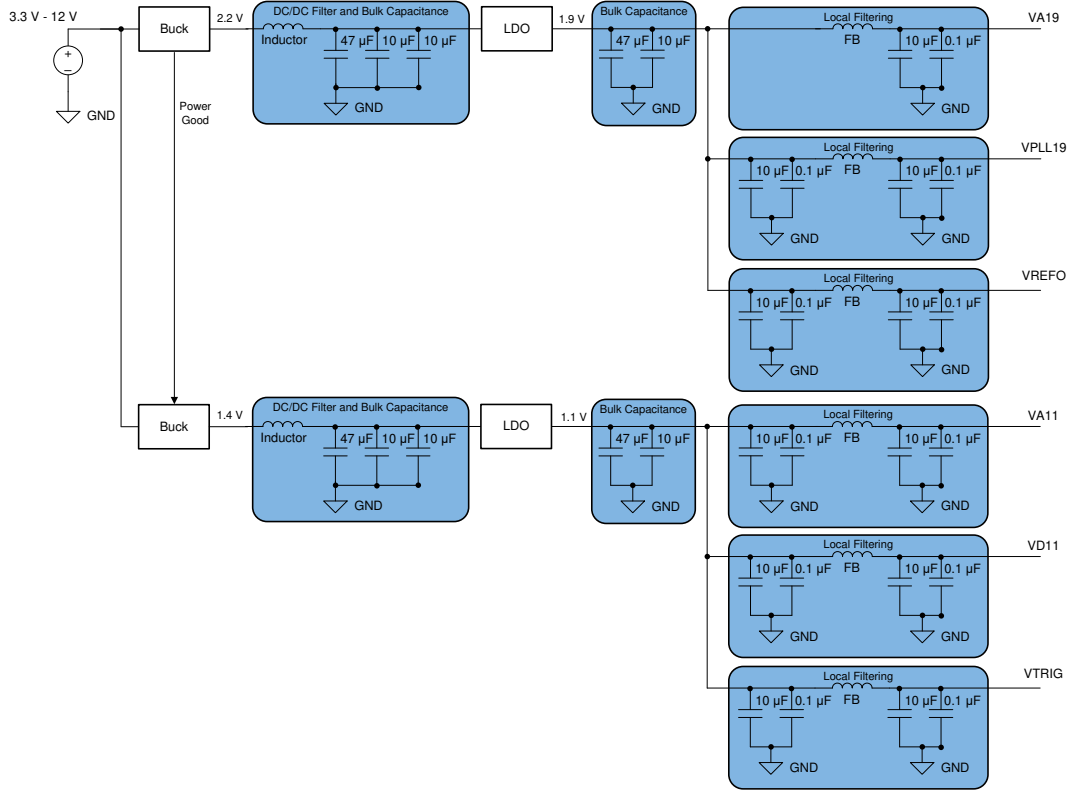 3.3 V - 12 V
GND
Buck
Power
Good
2.2 V
DC/DC Filter and Bulk Capacitance
Inductor
47 µF
10 µF
10 µF
GND
LDO
1.9 V
Bulk Capacitance
47 µF
10 µF
GND
Local Filtering
FB
10 µF
0.1 µF
GND
VA19
Local Filtering
10 µF
0.1 µF
FB
10 µF
0.1 µF
GND
GND
VPLL19
Local Filtering
10 µF
0.1 µF
FB
10 µF
0.1 µF
GND
GND
VREFO
Buck
1.4 V
DC/DC Filter and Bulk Capacitance
Inductor
47 µF
10 µF
10 µF
GND
LDO
1.1 V
Bulk Capacitance
47 µF
10 µF
GND
Local Filtering
10 µF
0.1 µF
FB
10 µF
0.1 µF
GND
GND
VA11
Local Filtering
10 µF
0.1 µF
FB
10 µF
0.1 µF
GND
GND
VD11
Local Filtering
10 µF
0.1 µF
FB
10 µF
0.1 µF
GND
GND
VTRIG